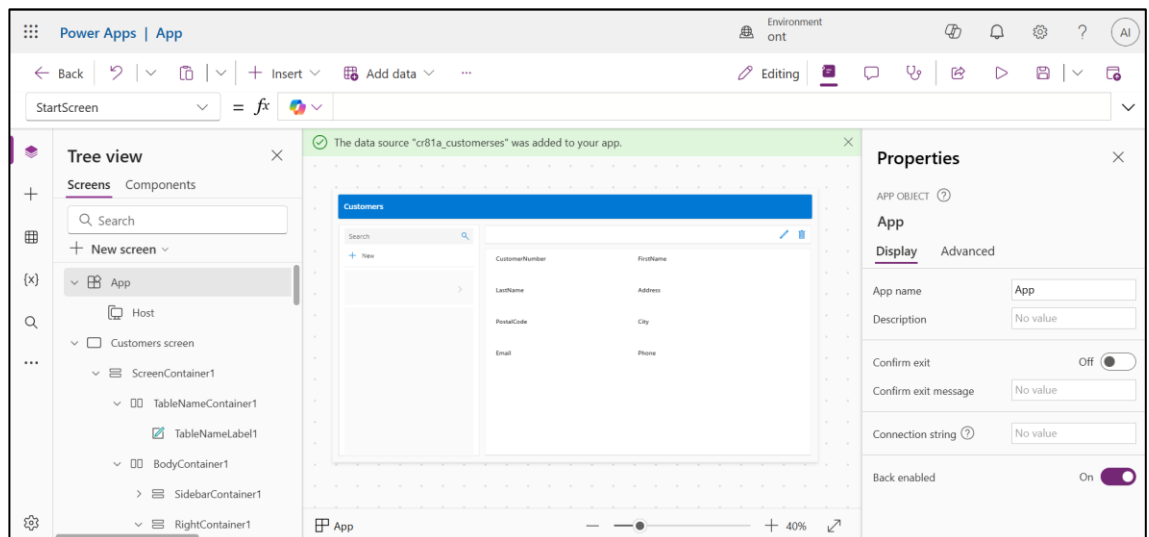 Power Apps | App
Environment
ont
AI
Back
Insert
Add data
...
Editing
StartScreen
= fx
Tree view
Screens Components
Search
New screen
App
Host
Customers screen
ScreenContainer1
TableNameContainer1
TableNameLabel1
BodyContainer1
SidebarContainer1
RightContainer1
The data source "cr81a_customerses" was added to your app.
Customers
Search
New
CustomerNumber FirstName
LastName Address
PostalCode City
Email Phone
App
40%
Properties
APP OBJECT
App
Display Advanced
App name App
Description No value
Confirm exit Off
Confirm exit message No value
Connection string No value
Back enabled On